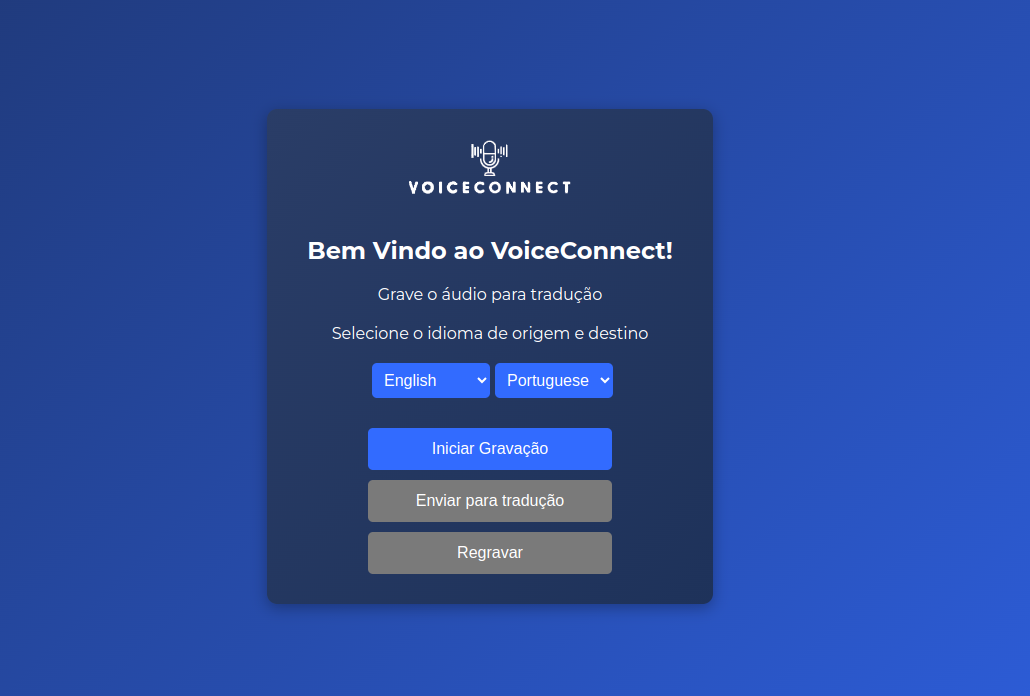 VOICECONNECT
Bem Vindo ao VoiceConnect!
Grave o áudio para tradução
Selecione o idioma de origem e destino
English Portuguese
Iniciar Gravação
Enviar para tradução
Regravar